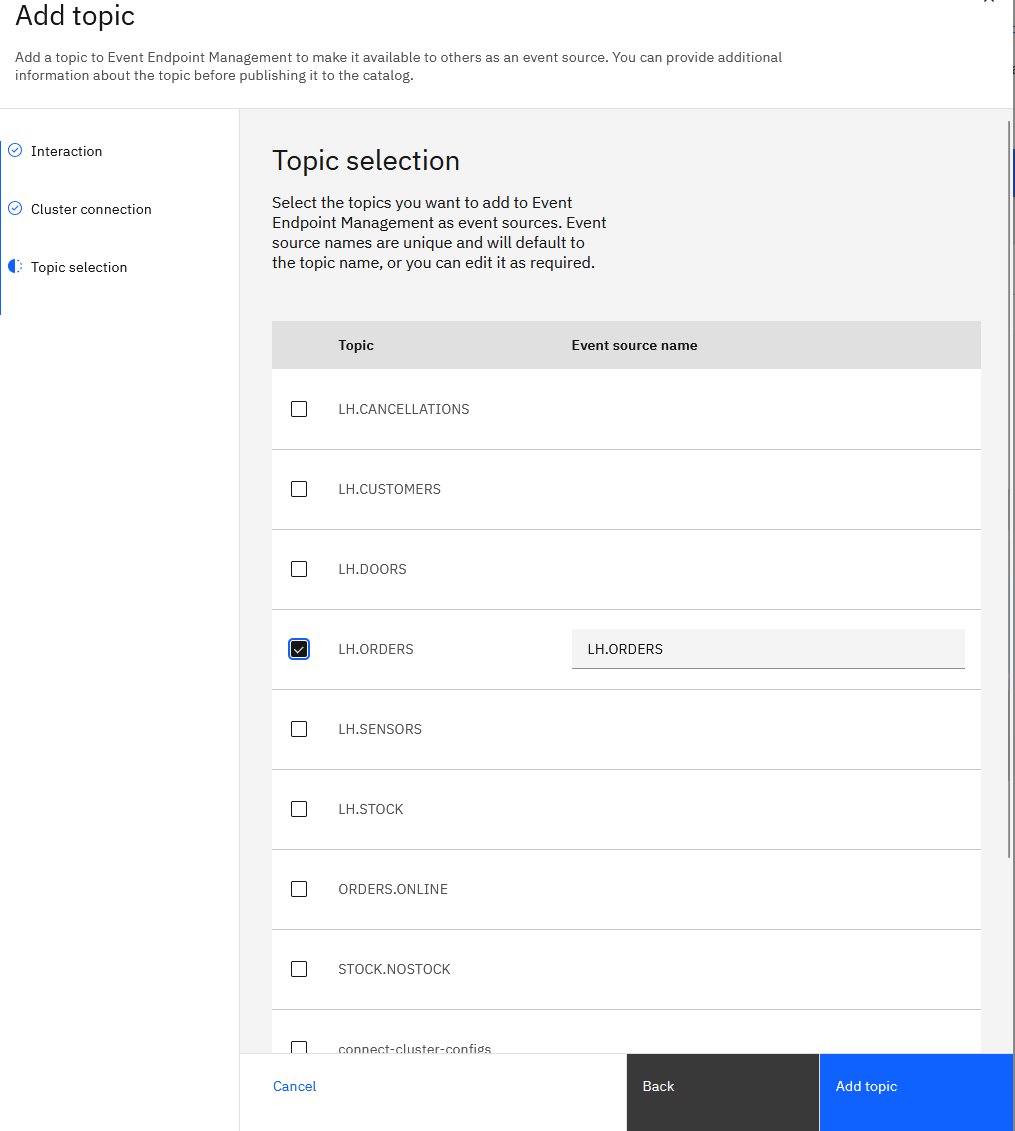 Add topic
Add a topic to Event Endpoint Management to make it available to others as an event source. You can provide additional
information about the topic before publishing it to the catalog.
Interaction
Cluster connection
Topic selection
Topic selection
Select the topics you want to add to Event
Endpoint Management as event sources. Event
source names are unique and will default to
the topic name, or you can edit it as required.
Topic Event source name
LH.CANCELLATIONS
LH.CUSTOMERS
LH.DOORS
LH.ORDERS LH.ORDERS
LH.SENSORS
LH.STOCK
ORDERS.ONLINE
STOCK.NOSTOCK
connect-cluster-configs
Cancel Back Add topic